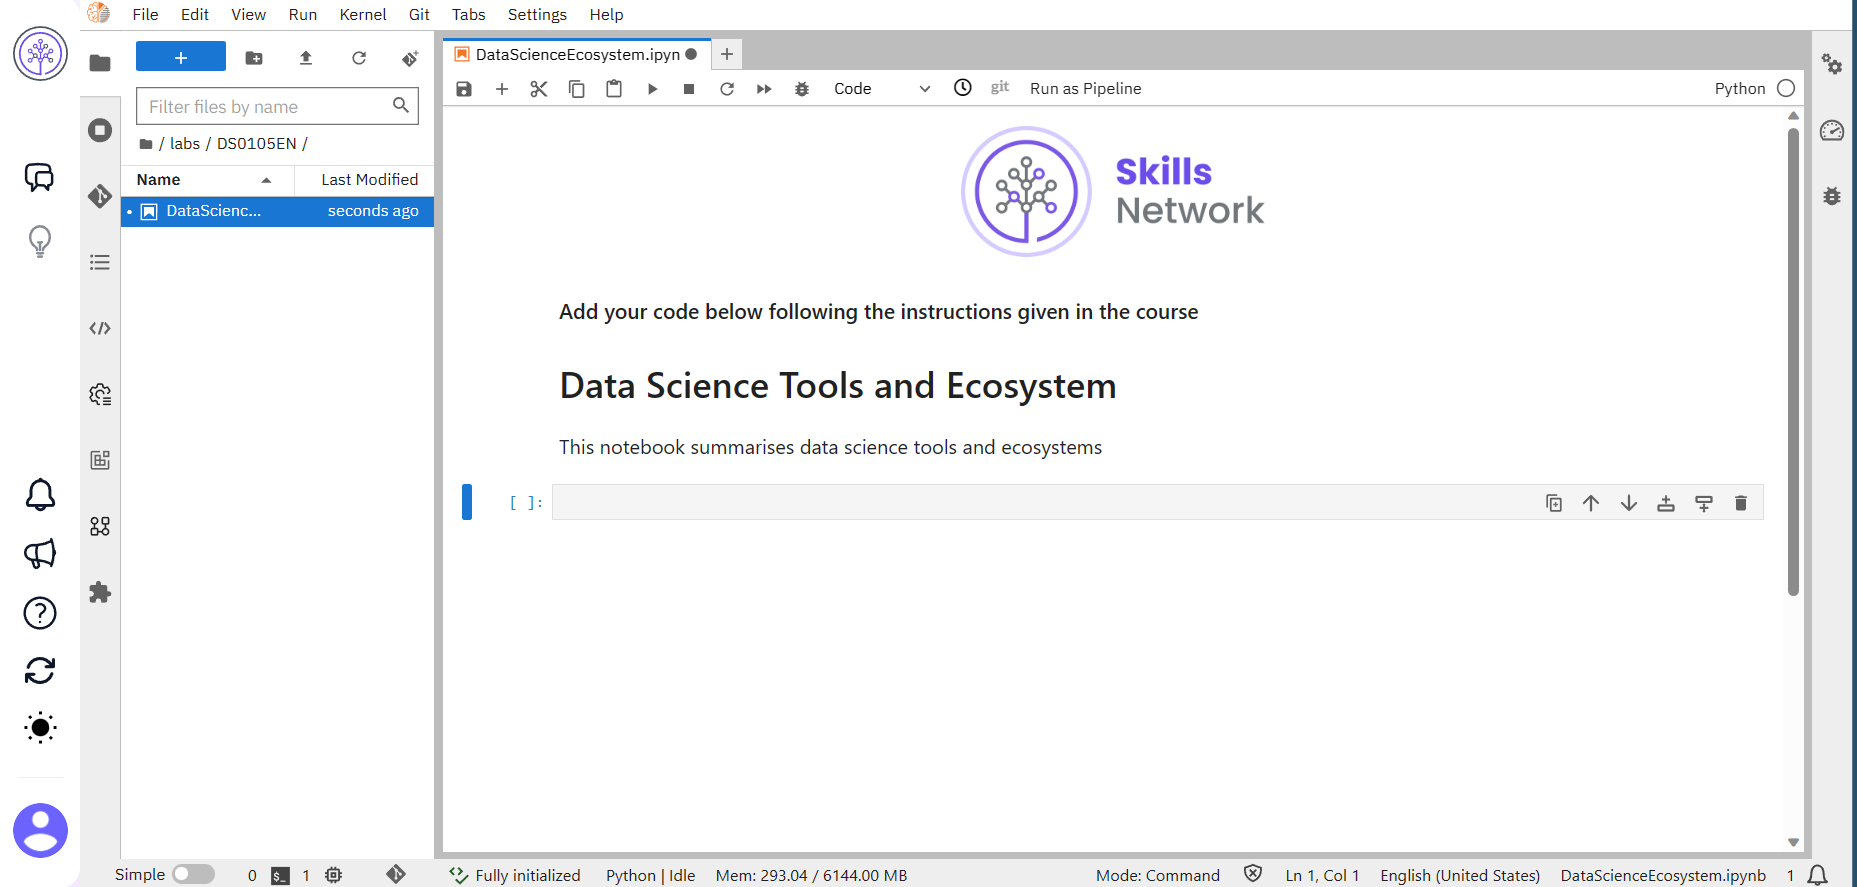 File Edit View Run Kernel Git Tabs Settings Help
+
Filter files by name
/ labs / DS0105EN /
Name Last Modified
DataScienc... seconds ago
DataScienceEcosystem.ipyn
Code git Run as Pipeline Python
Skills
Network
Add your code below following the instructions given in the course
Data Science Tools and Ecosystem
This notebook summarises data science tools and ecosystems
[ ]:
Simple 0 $_ 1 Fully initialized Python | Idle Mem: 293.04 / 6144.00 MB Mode: Command Ln 1, Col 1 English (United States) DataScienceEcosystem.ipynb 1